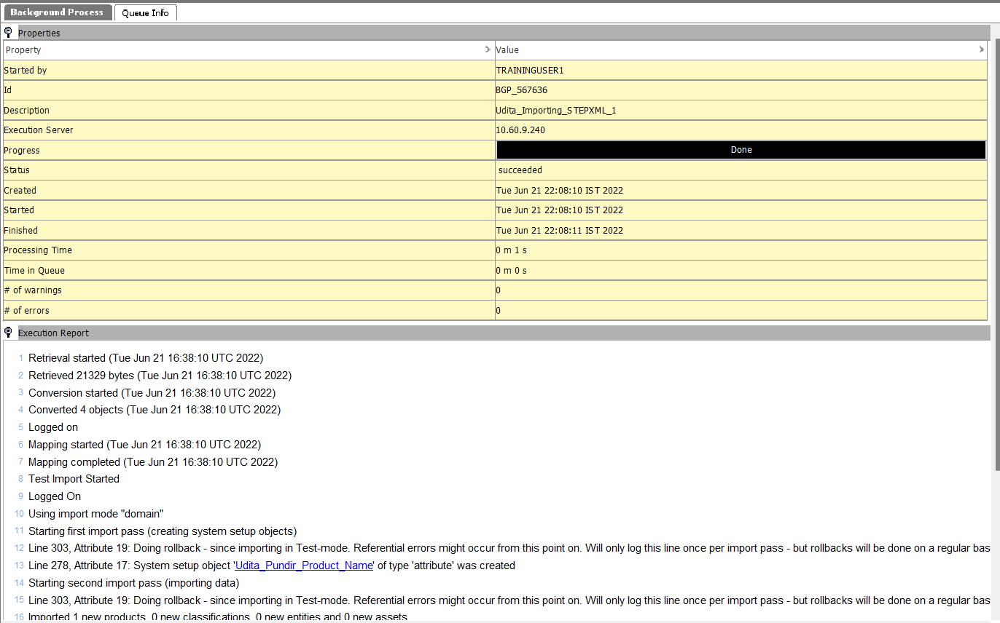 Background Process Queue Info
Properties
Property > Value >
Started by TRAININGUSER1
Id BGP_567636
Description Udita_Importing_STEPXML_1
Execution Server 10.60.9.240
Progress Done
Status succeeded
Created Tue Jun 21 22:08:10 IST 2022
Started Tue Jun 21 22:08:10 IST 2022
Finished Tue Jun 21 22:08:11 IST 2022
Processing Time 0 m 1 s
Time in Queue 0 m 0 s
# of warnings 0
# of errors 0
Execution Report
1 Retrieval started (Tue Jun 21 16:38:10 UTC 2022)
2 Retrieved 21329 bytes (Tue Jun 21 16:38:10 UTC 2022)
3 Conversion started (Tue Jun 21 16:38:10 UTC 2022)
4 Converted 4 objects (Tue Jun 21 16:38:10 UTC 2022)
5 Logged on
6 Mapping started (Tue Jun 21 16:38:10 UTC 2022)
7 Mapping completed (Tue Jun 21 16:38:10 UTC 2022)
8 Test Import Started
9 Logged On
10 Using import mode "domain"
11 Starting first import pass (creating system setup objects)
12 Line 303, Attribute 19: Doing rollback - since importing in Test-mode. Referential errors might occur from this point on. Will only log this line once per import pass - but rollbacks will be done on a regular bas
13 Line 278, Attribute 17: System setup object 'Udita_Pundir_Product_Name' of type 'attribute' was created
14 Starting second import pass (importing data)
15 Line 303, Attribute 19: Doing rollback - since importing in Test-mode. Referential errors might occur from this point on. Will only log this line once per import pass - but rollbacks will be done on a regular bas
16 Imported 1 new products, 0 new classifications, 0 new entities and 0 new assets